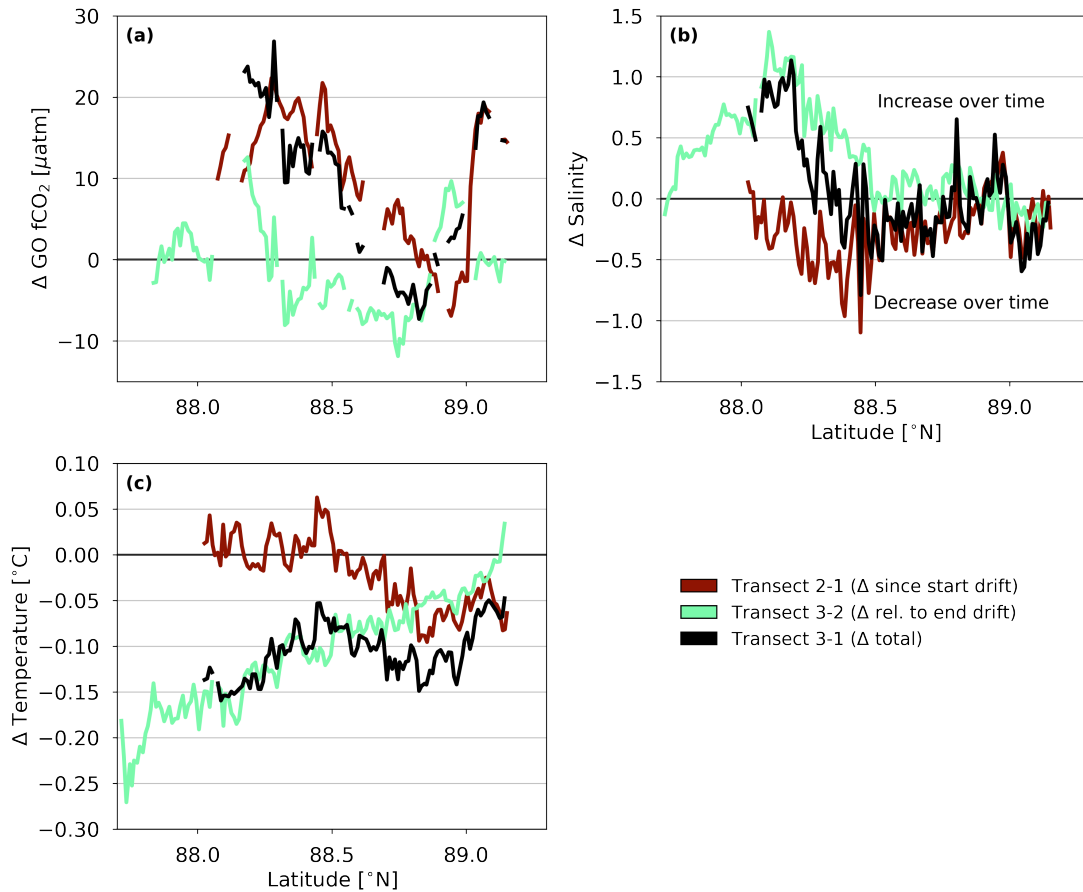 (a)
30
20
10
0
−10
Δ GO fCO₂ [μatm]
88.0 88.5 89.0
(b)
1.5
1.0
0.5
0.0
−0.5
−1.0
−1.5
Δ Salinity
Increase over time
Decrease over time
88.0 88.5 89.0
Latitude [°N]
(c)
0.10
0.05
0.00
−0.05
−0.10
−0.15
−0.20
−0.25
−0.30
Δ Temperature [°C]
88.0 88.5 89.0
Latitude [°N]
Transect 2-1 (Δ since start drift)
Transect 3-2 (Δ rel. to end drift)
Transect 3-1 (Δ total)